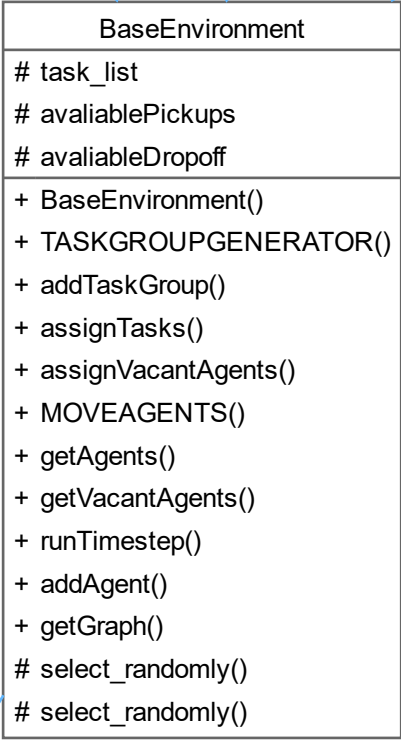 BaseEnvironment
# task_list
# avaliablePickups
# avaliableDropoff
+ BaseEnvironment()
+ TASKGROUPGENERATOR()
+ addTaskGroup()
+ assignTasks()
+ assignVacantAgents()
+ MOVEAGENTS()
+ getAgents()
+ getVacantAgents()
+ runTimestep()
+ addAgent()
+ getGraph()
# select_randomly()
# select_randomly()